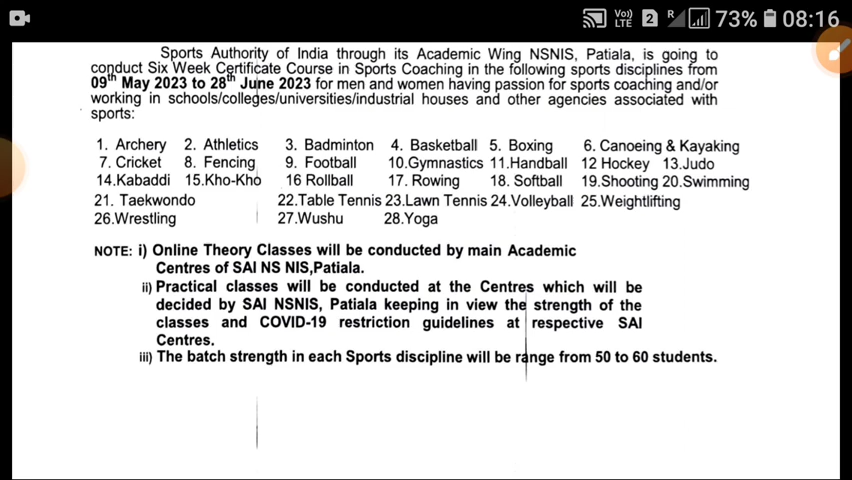 Vo))
LTE 2 R 73% 08:16
Sports Authority of India through its Academic Wing NSNIS, Patiala, is going to
conduct Six Week Certificate Course in Sports Coaching in the following sports disciplines from
09th May 2023 to 28th June 2023 for men and women having passion for sports coaching and/or
working in schools/colleges/universities/industrial houses and other agencies associated with
sports:
1. Archery 2. Athletics 3. Badminton 4. Basketball 5. Boxing 6. Canoeing & Kayaking
7. Cricket 8. Fencing 9. Football 10.Gymnastics 11.Handball 12 Hockey 13.Judo
14.Kabaddi 15.Kho-Kho 16 Rollball 17. Rowing 18. Softball 19.Shooting 20.Swimming
21. Taekwondo 22.Table Tennis 23.Lawn Tennis 24.Volleyball 25.Weightlifting
26.Wrestling 27.Wushu 28.Yoga
NOTE: i) Online Theory Classes will be conducted by main Academic
Centres of SAI NS NIS,Patiala.
ii) Practical classes will be conducted at the Centres which will be
decided by SAI NSNIS, Patiala keeping in view the strength of the
classes and COVID-19 restriction guidelines at respective SAI
Centres.
iii) The batch strength in each Sports discipline will be range from 50 to 60 students.